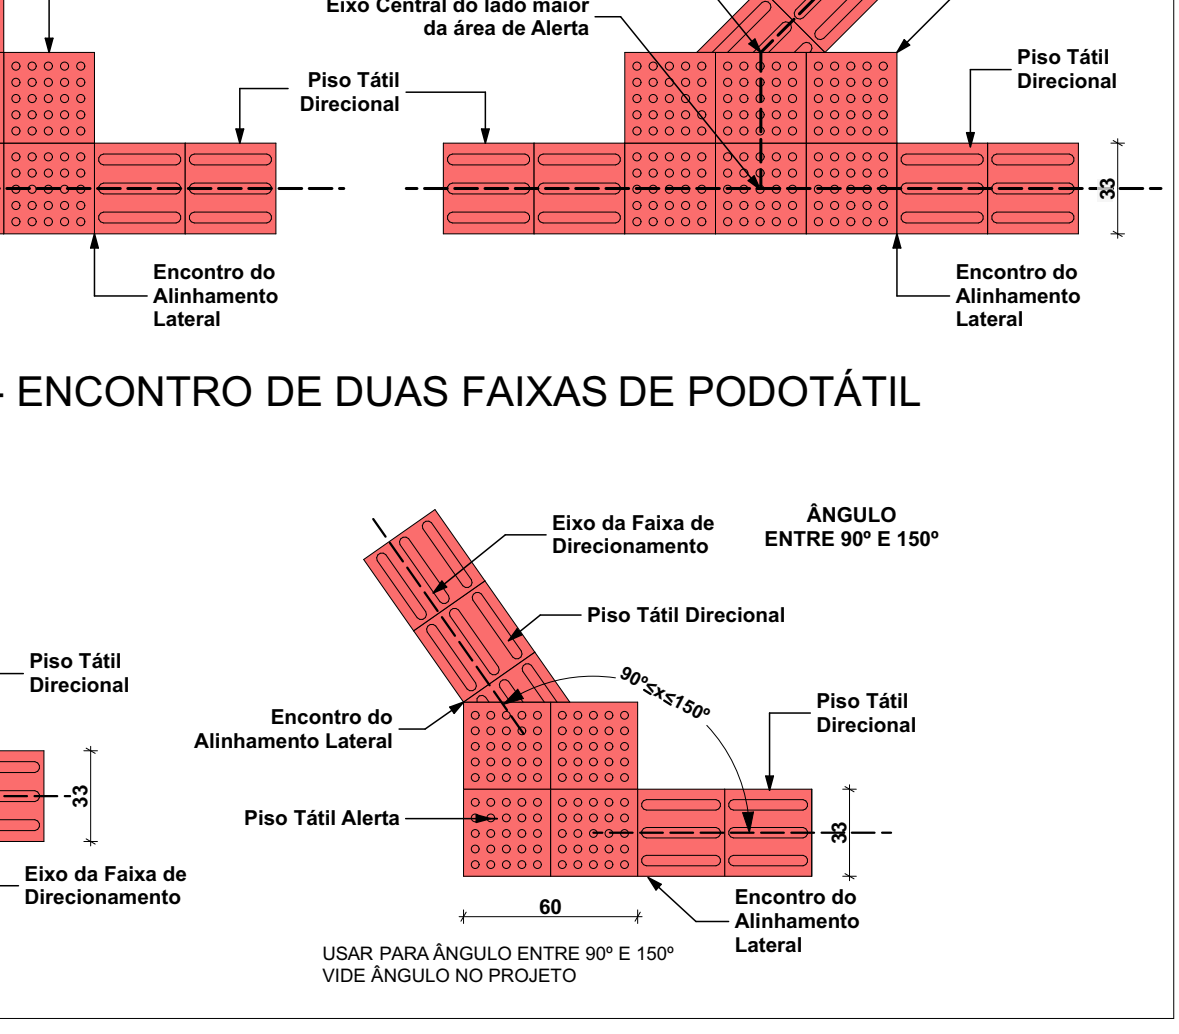 Eixo Central do lado maior
da área de Alerta
Piso Tátil
Direcional
Piso Tátil
Direcional
33
Encontro do
Alinhamento
Lateral
Encontro do
Alinhamento
Lateral
- ENCONTRO DE DUAS FAIXAS DE PODOTÁTIL
Eixo da Faixa de
Direcionamento
ÂNGULO
ENTRE 90º E 150º
Piso Tátil Direcional
Piso Tátil
Direcional
90º≤x≤150º
Piso Tátil
Direcional
Encontro do
Alinhamento Lateral
33
Piso Tátil Alerta
33
Eixo da Faixa de
Direcionamento
Encontro do
Alinhamento
Lateral
60
USAR PARA ÂNGULO ENTRE 90º E 150º
VIDE ÂNGULO NO PROJETO